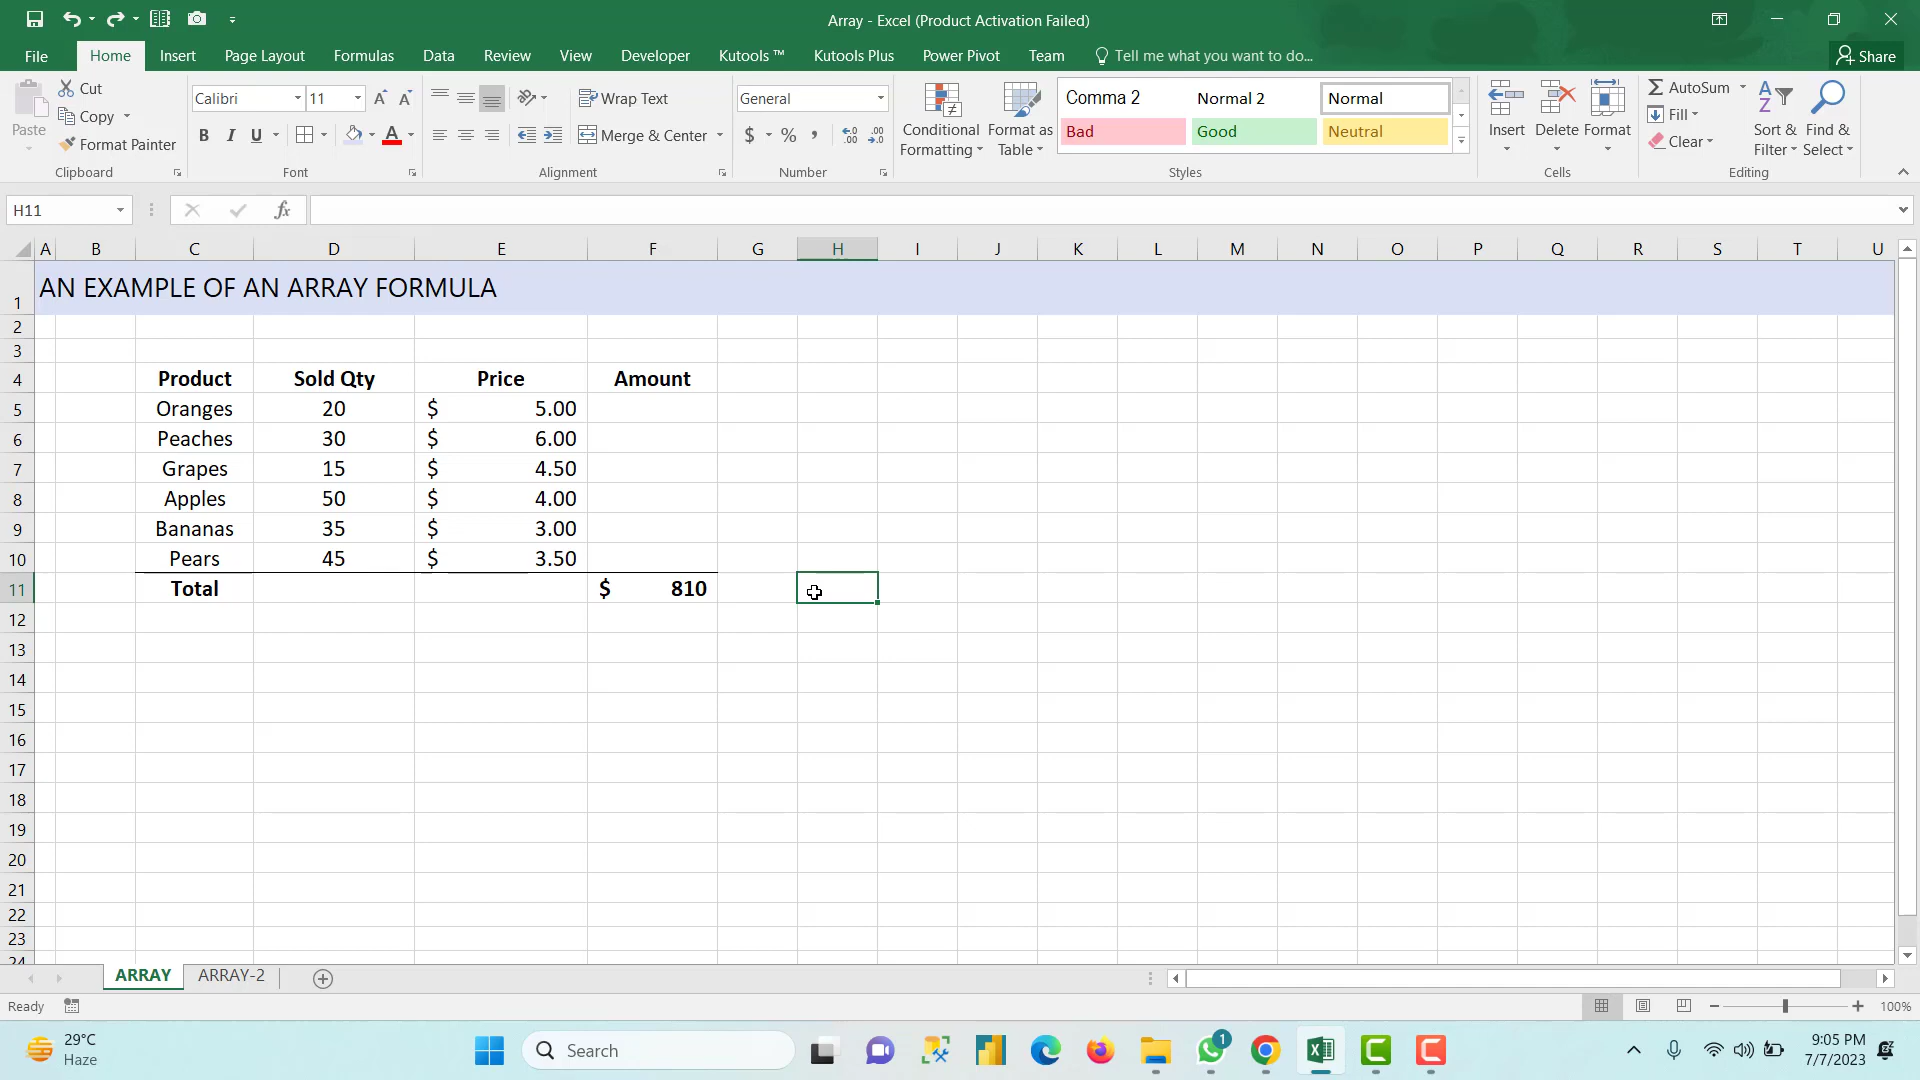 Array - Excel (Product Activation Failed)
File Home Insert Page Layout Formulas Data Review View Developer Kutools ™ Kutools Plus Power Pivot Team Tell me what you want to do... Share
Paste
Cut
Copy
Format Painter
Clipboard
Calibri 11
B I U
Font
Wrap Text
Merge & Center
Alignment
General
$ % ,
Number
Conditional Formatting
Format as Table
Comma 2 Normal 2 Normal
Bad Good Neutral
Styles
Insert Delete Format
Cells
AutoSum
Fill
Clear
Sort & Filter
Find & Select
Editing
H11 fx
A B C D E F G H I J K L M N O P Q R S T U
1 AN EXAMPLE OF AN ARRAY FORMULA
2
3
4 Product Sold Qty Price Amount
5 Oranges 20 $ 5.00
6 Peaches 30 $ 6.00
7 Grapes 15 $ 4.50
8 Apples 50 $ 4.00
9 Bananas 35 $ 3.00
10 Pears 45 $ 3.50
11 Total $ 810
12
13
14
15
16
17
18
19
20
21
22
23
24
ARRAY ARRAY-2
Ready 100%
29°C
Haze
Search
1
9:05 PM
7/7/2023